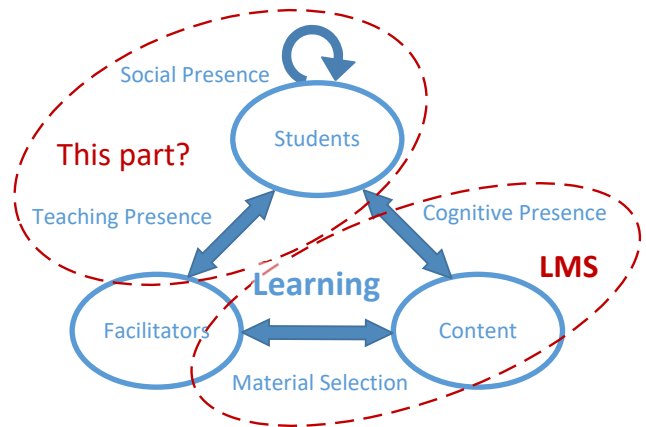 Social Presence
Students
This part?
Teaching Presence
Cognitive Presence
LMS
Learning
Facilitators
Content
Material Selection